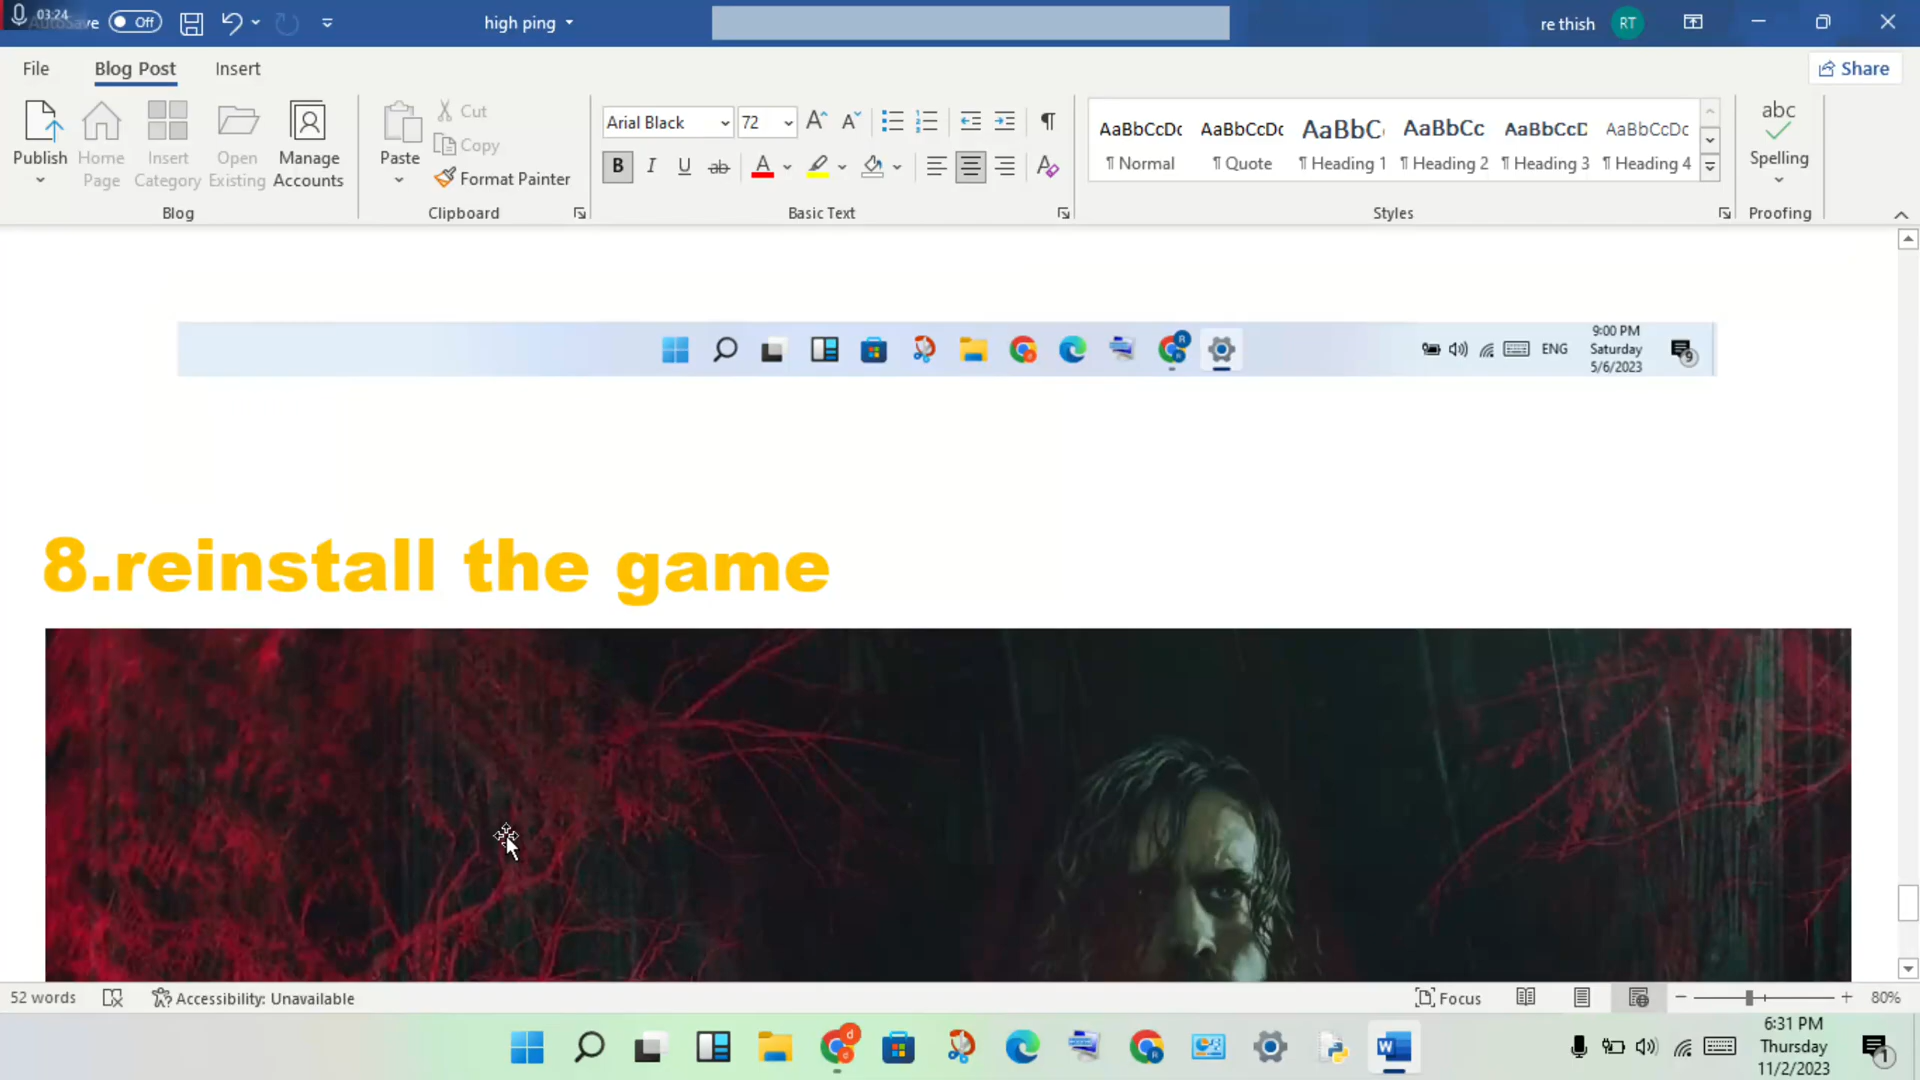 03:24
Off
high ping
re thish
RT
File
Blog Post
Insert
Share
Publish
Home Page
Insert Category
Open Existing
Manage Accounts
Blog
Paste
Cut
Copy
Format Painter
Clipboard
Arial Black
72
B I U ab
A
Basic Text
AaBbCcDc
¶ Normal
AaBbCcDc
¶ Quote
AaBbC
¶ Heading 1
AaBbCc
¶ Heading 2
AaBbCcD
¶ Heading 3
AaBbCcDc
¶ Heading 4
Styles
abc
Spelling
Proofing
ENG
9:00 PM
Saturday
5/6/2023
9
8.reinstall the game
52 words
Accessibility: Unavailable
Focus
80%
6:31 PM
Thursday
11/2/2023
1